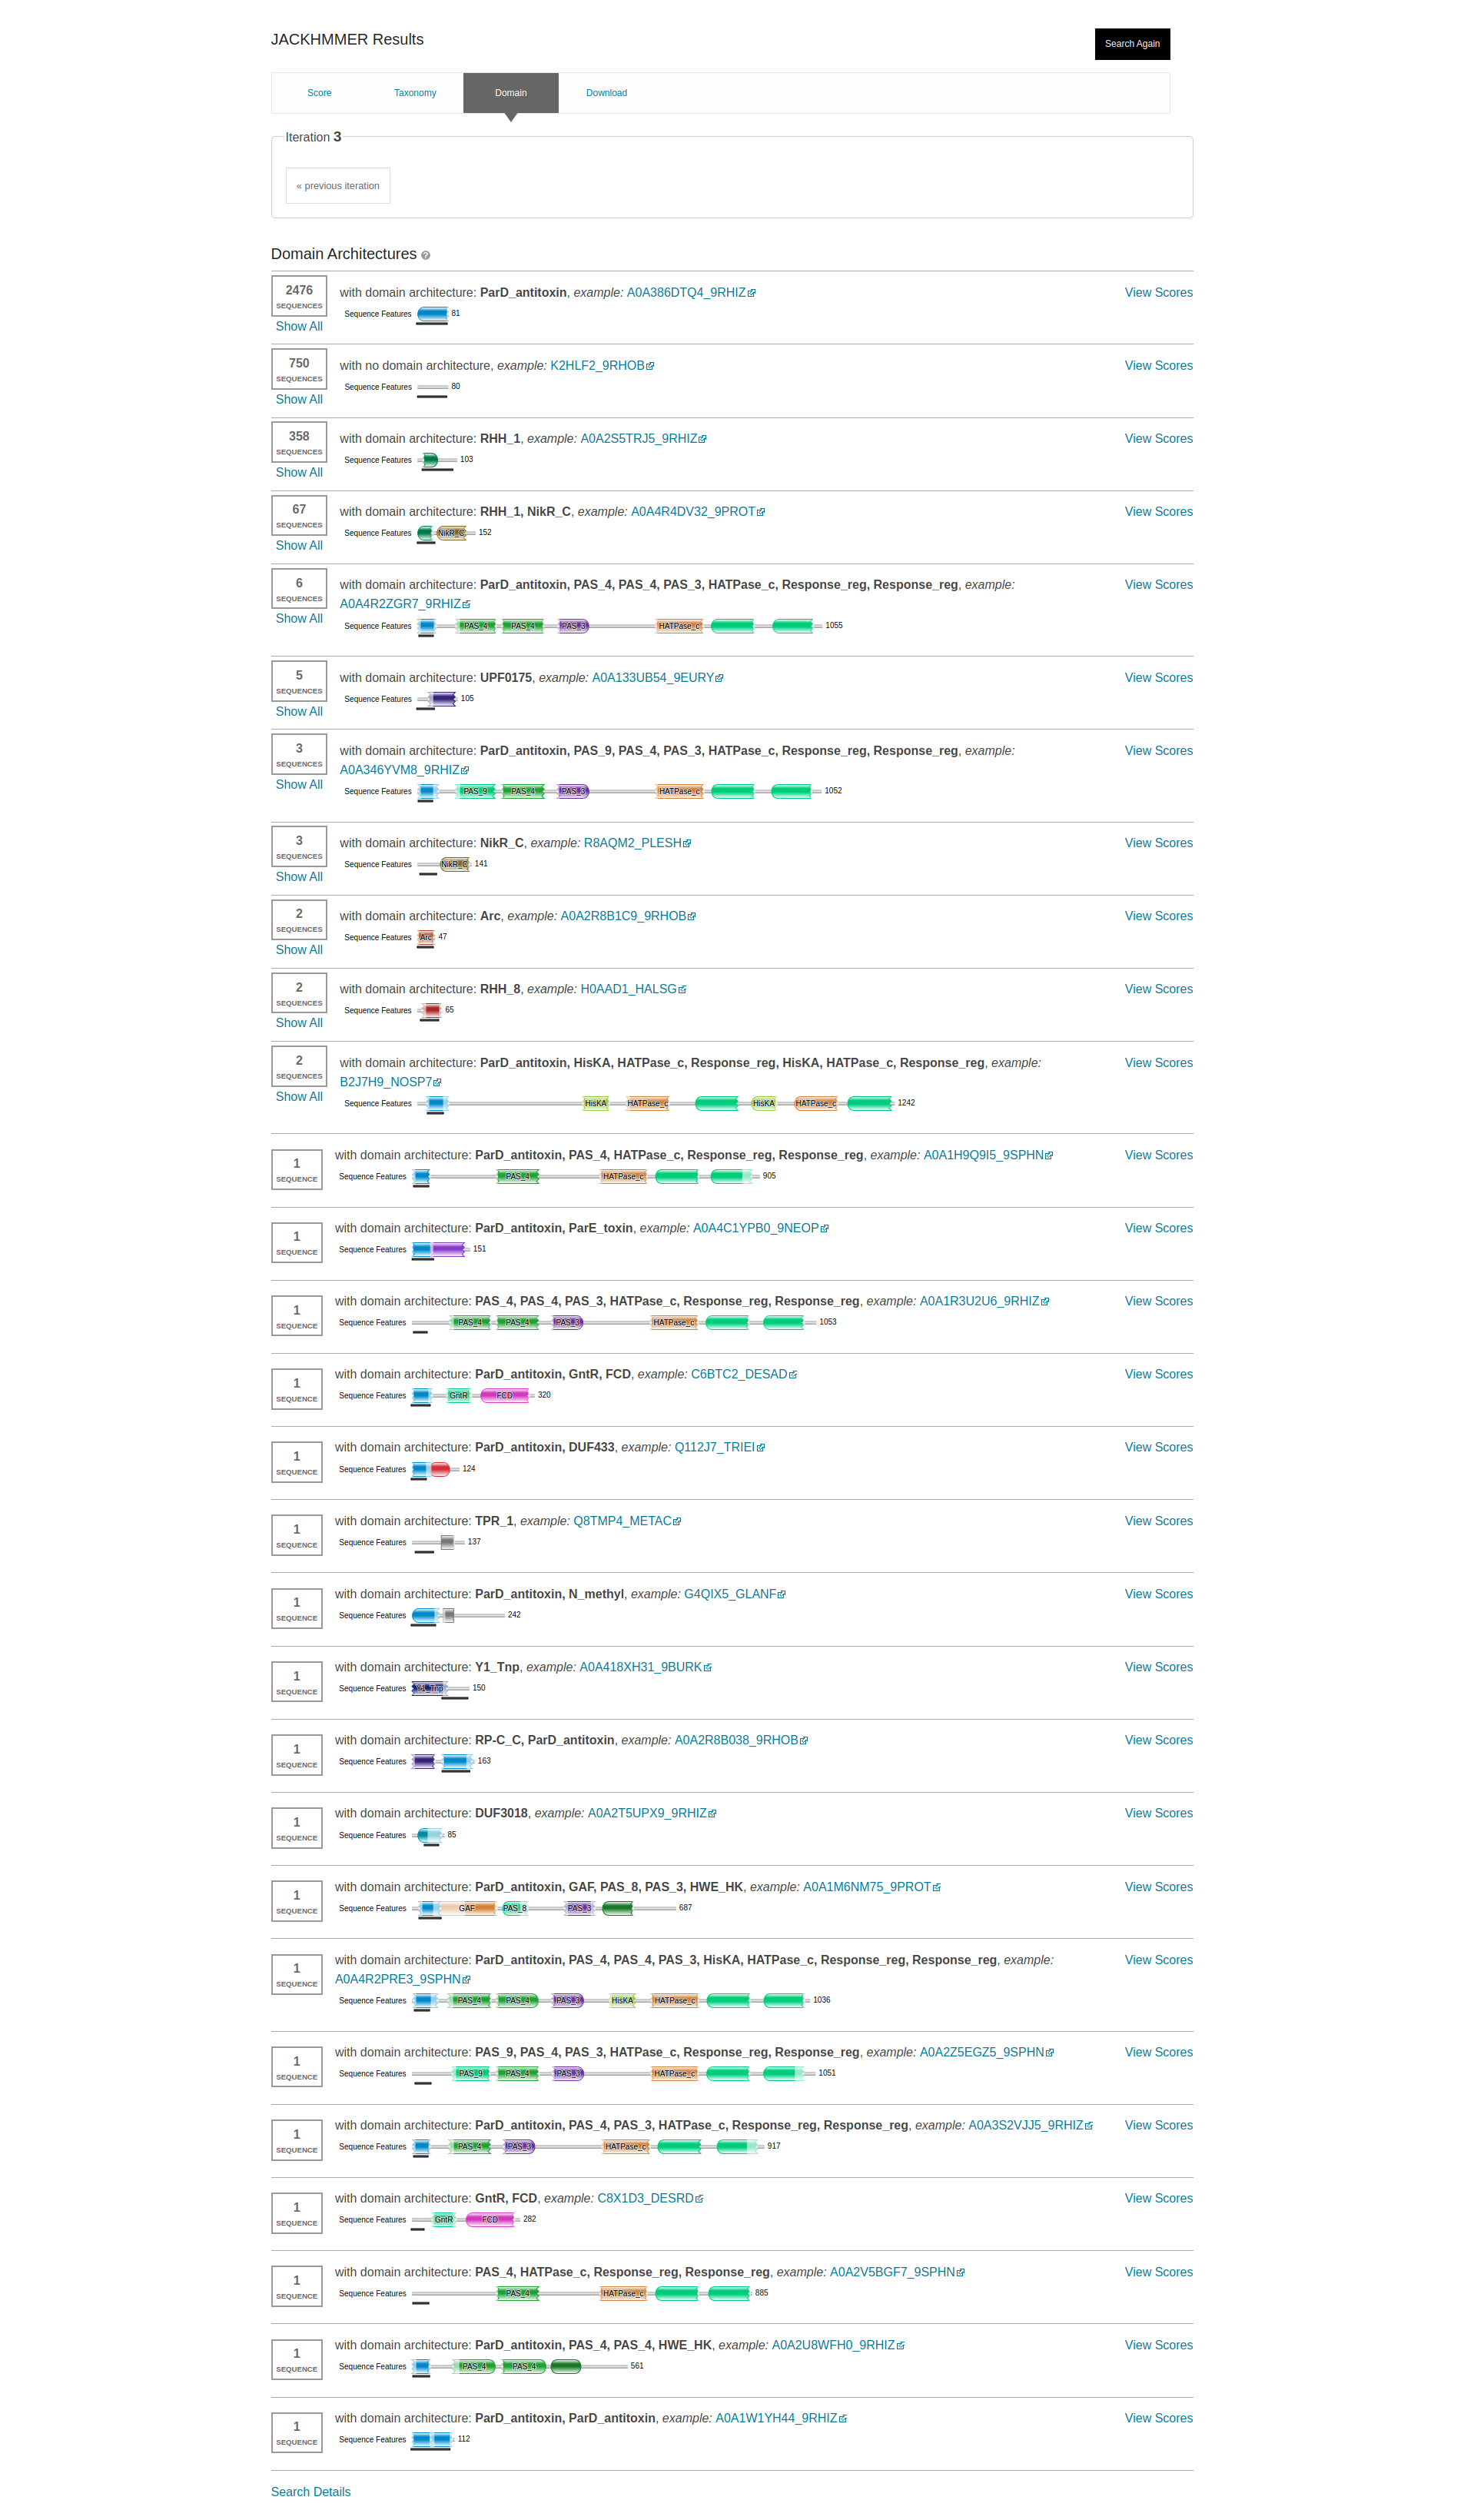 JACKHMMER Results
Search Again
Score Taxonomy Domain Download
Iteration 3
« previous iteration
Domain Architectures ?
2476 SEQUENCES Show All
with domain architecture: ParD_antitoxin, example: A0A386DTQ4_9RHIZ View Scores
Sequence Features 81
750 SEQUENCES Show All
with no domain architecture, example: K2HLF2_9RHOB View Scores
Sequence Features 80
358 SEQUENCES Show All
with domain architecture: RHH_1, example: A0A2S5TRJ5_9RHIZ View Scores
Sequence Features 103
67 SEQUENCES Show All
with domain architecture: RHH_1, NikR_C, example: A0A4R4DV32_9PROT View Scores
Sequence Features NikR_C 152
6 SEQUENCES Show All
with domain architecture: ParD_antitoxin, PAS_4, PAS_4, PAS_3, HATPase_c, Response_reg, Response_reg, example: View Scores
A0A4R2ZGR7_9RHIZ
Sequence Features PAS_4 PAS_4 PAS_3 HATPase_c 1055
5 SEQUENCES Show All
with domain architecture: UPF0175, example: A0A133UB54_9EURY View Scores
Sequence Features 105
3 SEQUENCES Show All
with domain architecture: ParD_antitoxin, PAS_9, PAS_4, PAS_3, HATPase_c, Response_reg, Response_reg, example: View Scores
A0A346YVM8_9RHIZ
Sequence Features PAS_9 PAS_4 PAS_3 HATPase_c 1052
3 SEQUENCES Show All
with domain architecture: NikR_C, example: R8AQM2_PLESH View Scores
Sequence Features NikR_C 141
2 SEQUENCES Show All
with domain architecture: Arc, example: A0A2R8B1C9_9RHOB View Scores
Sequence Features Arc 47
2 SEQUENCES Show All
with domain architecture: RHH_8, example: H0AAD1_HALSG View Scores
Sequence Features 65
2 SEQUENCES Show All
with domain architecture: ParD_antitoxin, HisKA, HATPase_c, Response_reg, HisKA, HATPase_c, Response_reg, example: View Scores
B2J7H9_NOSP7
Sequence Features HisKA HATPase_c HisKA HATPase_c 1242
1 SEQUENCE
with domain architecture: ParD_antitoxin, PAS_4, HATPase_c, Response_reg, Response_reg, example: A0A1H9Q9I5_9SPHN View Scores
Sequence Features PAS_4 HATPase_c 905
1 SEQUENCE
with domain architecture: ParD_antitoxin, ParE_toxin, example: A0A4C1YPB0_9NEOP View Scores
Sequence Features 151
1 SEQUENCE
with domain architecture: PAS_4, PAS_4, PAS_3, HATPase_c, Response_reg, Response_reg, example: A0A1R3U2U6_9RHIZ View Scores
Sequence Features PAS_4 PAS_4 PAS_3 HATPase_c 1053
1 SEQUENCE
with domain architecture: ParD_antitoxin, GntR, FCD, example: C6BTC2_DESAD View Scores
Sequence Features GntR FCD 320
1 SEQUENCE
with domain architecture: ParD_antitoxin, DUF433, example: Q112J7_TRIEI View Scores
Sequence Features 124
1 SEQUENCE
with domain architecture: TPR_1, example: Q8TMP4_METAC View Scores
Sequence Features 137
1 SEQUENCE
with domain architecture: ParD_antitoxin, N_methyl, example: G4QIX5_GLANF View Scores
Sequence Features 242
1 SEQUENCE
with domain architecture: Y1_Tnp, example: A0A418XH31_9BURK View Scores
Sequence Features Y1_Tnp 150
1 SEQUENCE
with domain architecture: RP-C_C, ParD_antitoxin, example: A0A2R8B038_9RHOB View Scores
Sequence Features 163
1 SEQUENCE
with domain architecture: DUF3018, example: A0A2T5UPX9_9RHIZ View Scores
Sequence Features 85
1 SEQUENCE
with domain architecture: ParD_antitoxin, GAF, PAS_8, PAS_3, HWE_HK, example: A0A1M6NM75_9PROT View Scores
Sequence Features GAF PAS_8 PAS_3 687
1 SEQUENCE
with domain architecture: ParD_antitoxin, PAS_4, PAS_4, PAS_3, HisKA, HATPase_c, Response_reg, Response_reg, example: View Scores
A0A4R2PRE3_9SPHN
Sequence Features PAS_4 PAS_4 PAS_3 HisKA HATPase_c 1036
1 SEQUENCE
with domain architecture: PAS_9, PAS_4, PAS_3, HATPase_c, Response_reg, Response_reg, example: A0A2Z5EGZ5_9SPHN View Scores
Sequence Features PAS_9 PAS_4 PAS_3 HATPase_c 1051
1 SEQUENCE
with domain architecture: ParD_antitoxin, PAS_4, PAS_3, HATPase_c, Response_reg, Response_reg, example: A0A3S2VJJ5_9RHIZ View Scores
Sequence Features PAS_4 PAS_3 HATPase_c 917
1 SEQUENCE
with domain architecture: GntR, FCD, example: C8X1D3_DESRD View Scores
Sequence Features GntR FCD 282
1 SEQUENCE
with domain architecture: PAS_4, HATPase_c, Response_reg, Response_reg, example: A0A2V5BGF7_9SPHN View Scores
Sequence Features PAS_4 HATPase_c 885
1 SEQUENCE
with domain architecture: ParD_antitoxin, PAS_4, PAS_4, HWE_HK, example: A0A2U8WFH0_9RHIZ View Scores
Sequence Features PAS_4 PAS_4 561
1 SEQUENCE
with domain architecture: ParD_antitoxin, ParD_antitoxin, example: A0A1W1YH44_9RHIZ View Scores
Sequence Features 112
Search Details